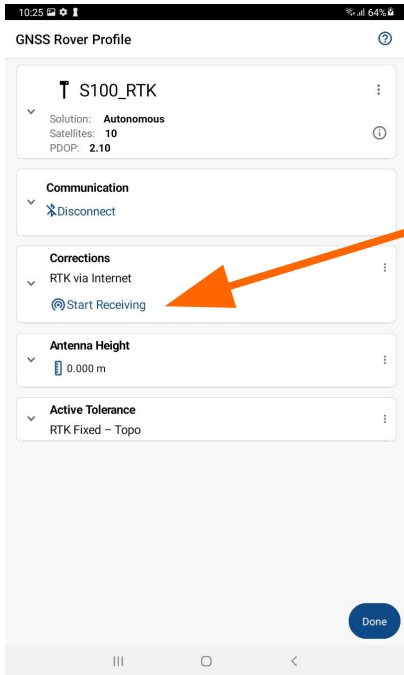 10:25 64%
GNSS Rover Profile
S100_RTK
Solution: Autonomous
Satellites: 10
PDOP: 2.10
Communication
Disconnect
Corrections
RTK via Internet
Start Receiving
Antenna Height
0.000 m
Active Tolerance
RTK Fixed – Topo
Done